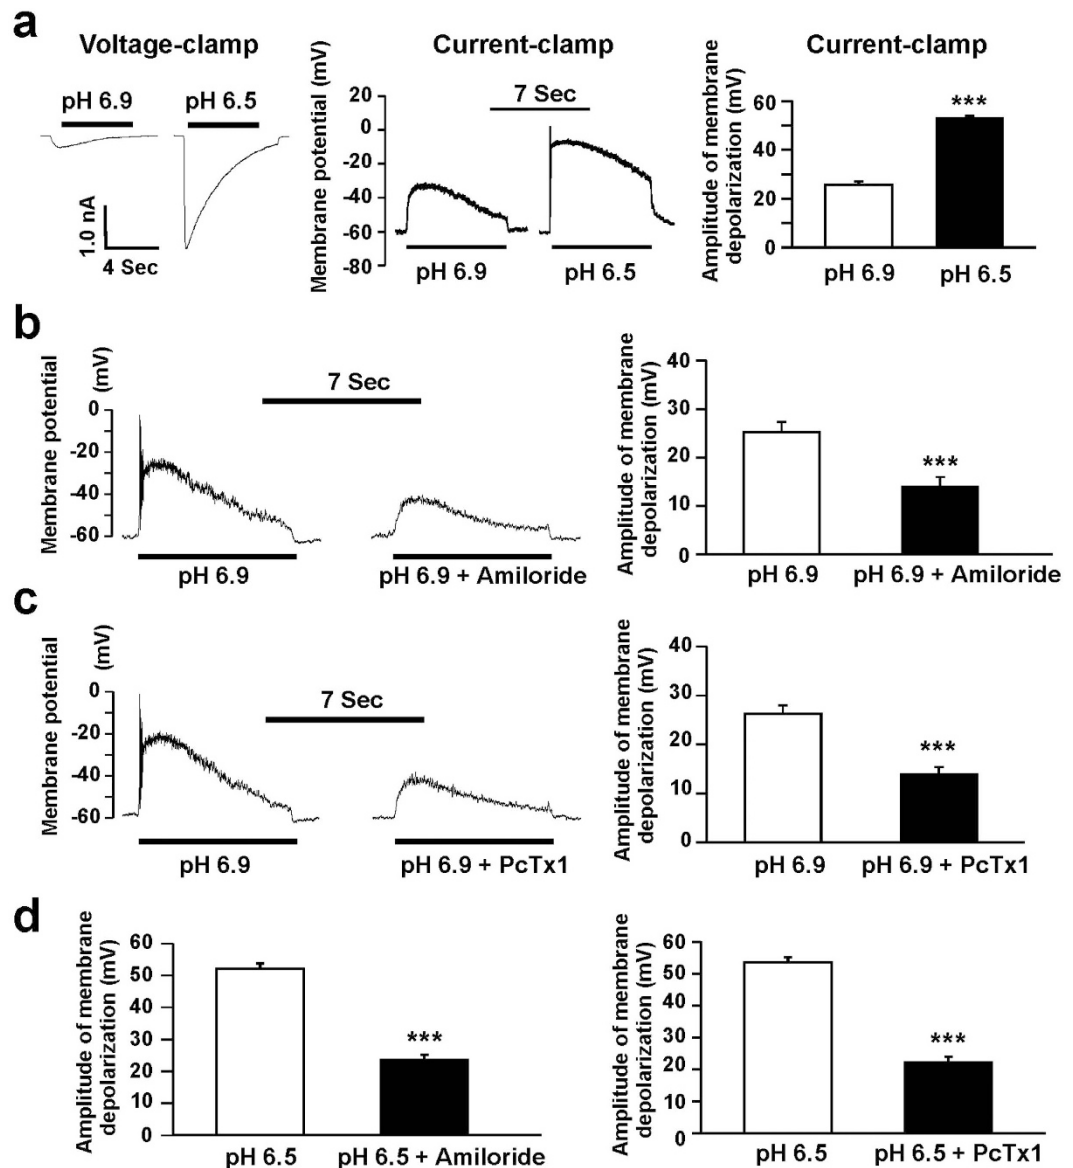 a
Voltage-clamp
pH 6.9
pH 6.5
1.0 nA
4 Sec
Current-clamp
Membrane potential (mV)
20
0
-20
-40
-60
-80
7 Sec
pH 6.9
pH 6.5
Current-clamp
Amplitude of membrane
depolarization (mV)
60
40
20
0
***
pH 6.9
pH 6.5
b
Membrane potential
(mV)
0
-20
-40
-60
7 Sec
pH 6.9
pH 6.9 + Amiloride
Amplitude of membrane
depolarization (mV)
40
30
20
10
0
***
pH 6.9
pH 6.9 + Amiloride
c
Membrane potential
(mV)
0
-20
-40
-60
7 Sec
pH 6.9
pH 6.9 + PcTx1
Amplitude of membrane
depolarization (mV)
40
30
20
10
0
***
pH 6.9
pH 6.9 + PcTx1
d
Amplitude of membrane
depolarization (mV)
60
50
40
30
20
10
0
***
pH 6.5
pH 6.5 + Amiloride
Amplitude of membrane
depolarization (mV)
60
50
40
30
20
10
0
***
pH 6.5
pH 6.5 + PcTx1